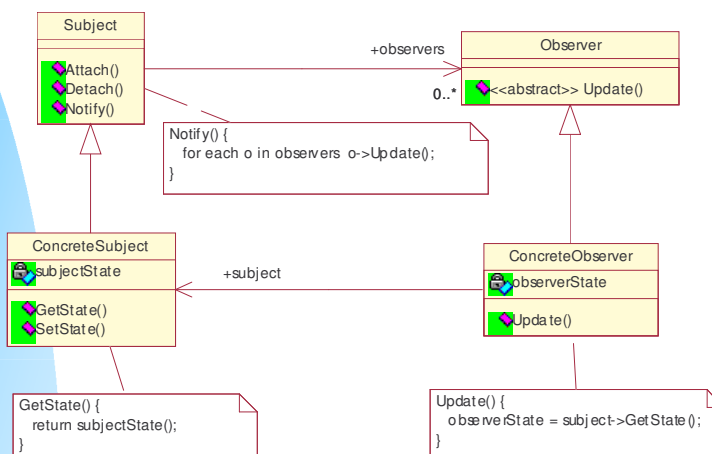 Subject
Attach()
Detach()
Notify()
+observers
0..*
Observer
<<abstract>> Update()
Notify() {
for each o in observers o->Update();
}
ConcreteSubject
subjectState
GetState()
SetState()
+subject
ConcreteObserver
observerState
Update()
GetState() {
return subjectState();
}
Update() {
observerState = subject->GetState();
}